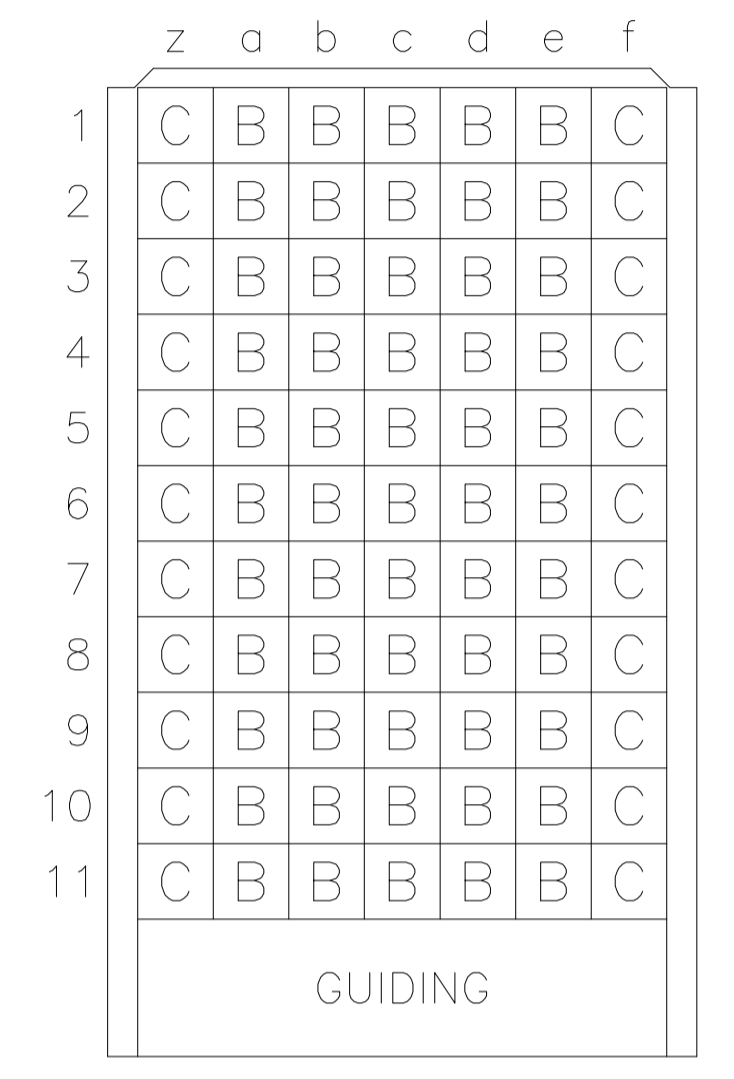 z a b c d e f
1 C B B B B B C
2 C B B B B B C
3 C B B B B B C
4 C B B B B B C
5 C B B B B B C
6 C B B B B B C
7 C B B B B B C
8 C B B B B B C
9 C B B B B B C
10 C B B B B B C
11 C B B B B B C
GUIDING